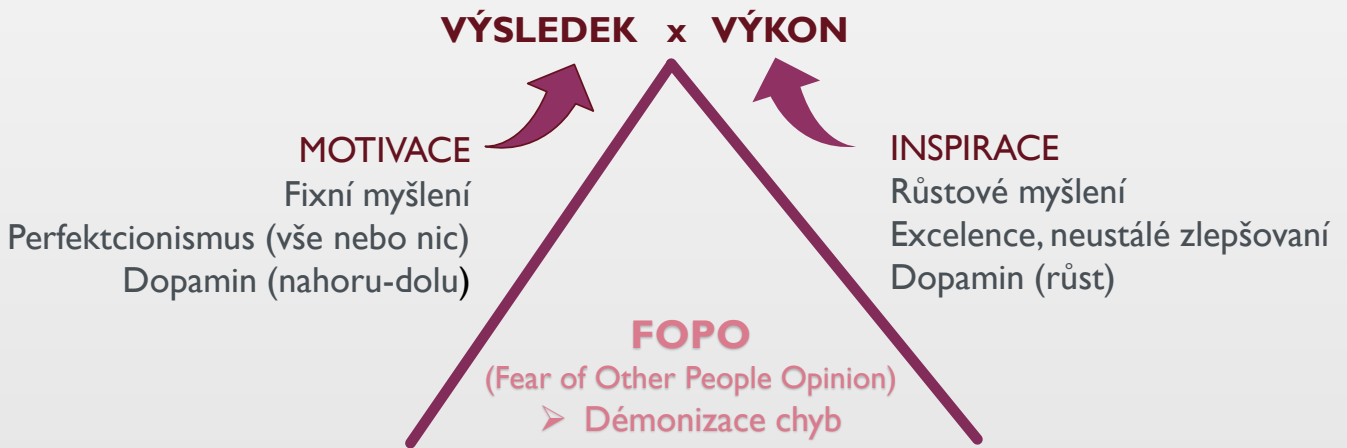 VÝSLEDEK x VÝKON
MOTIVACE
Fixní myšlení
Perfektcionismus (vše nebo nic)
Dopamin (nahoru-dolu)
INSPIRACE
Růstové myšlení
Excelence, neustálé zlepšovaní
Dopamin (růst)
FOPO
(Fear of Other People Opinion)
➢ Démonizace chyb